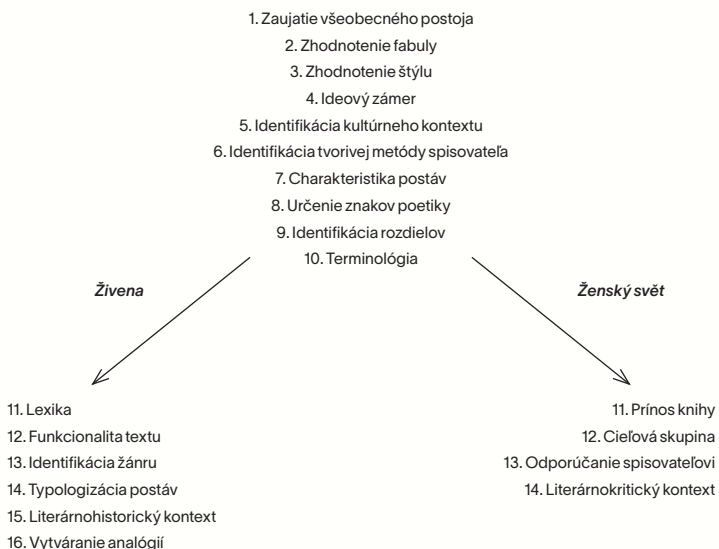 1. Zaujatie všeobecného postoja
2. Zhodnotenie fabuly
3. Zhodnotenie štýlu
4. Ideový zámer
5. Identifikácia kultúrneho kontextu
6. Identifikácia tvorivej metódy spisovateľa
7. Charakteristika postáv
8. Určenie znakov poetiky
9. Identifikácia rozdielov
10. Terminológia
Živena
Ženský svět
11. Lexika
12. Funkcionalita textu
13. Identifikácia žánru
14. Typologizácia postáv
15. Literárnohistorický kontext
16. Vytváranie analógií
11. Prínos knihy
12. Cieľová skupina
13. Odporúčanie spisovateľovi
14. Literárnokritický kontext